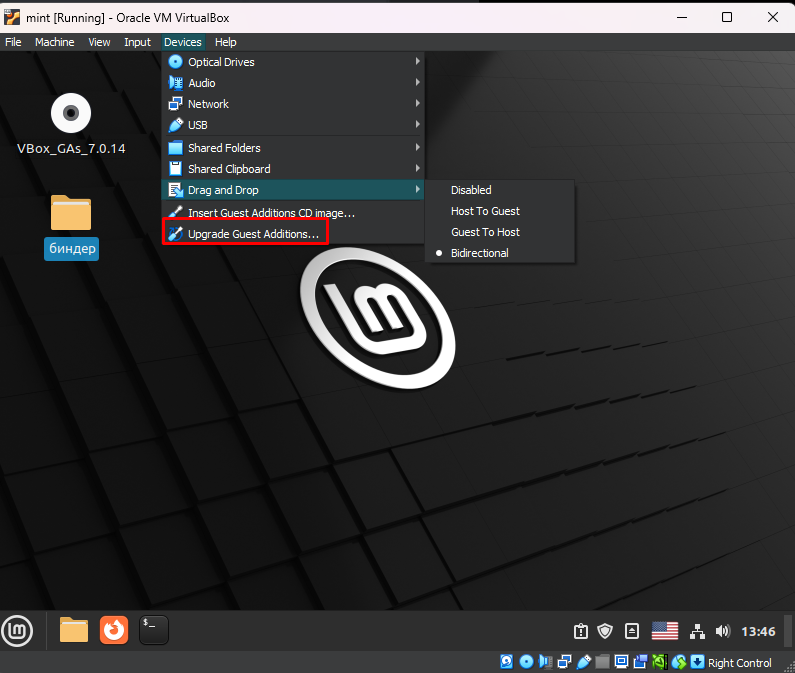 mint [Running] - Oracle VM VirtualBox
File Machine View Input Devices Help
Optical Drives
Audio
Network
USB
Shared Folders
Shared Clipboard
Drag and Drop
Insert Guest Additions CD image...
Upgrade Guest Additions...
Disabled
Host To Guest
Guest To Host
Bidirectional
VBox_GAs_7.0.14
биндер
lm
lm
$_
13:46
Right Control